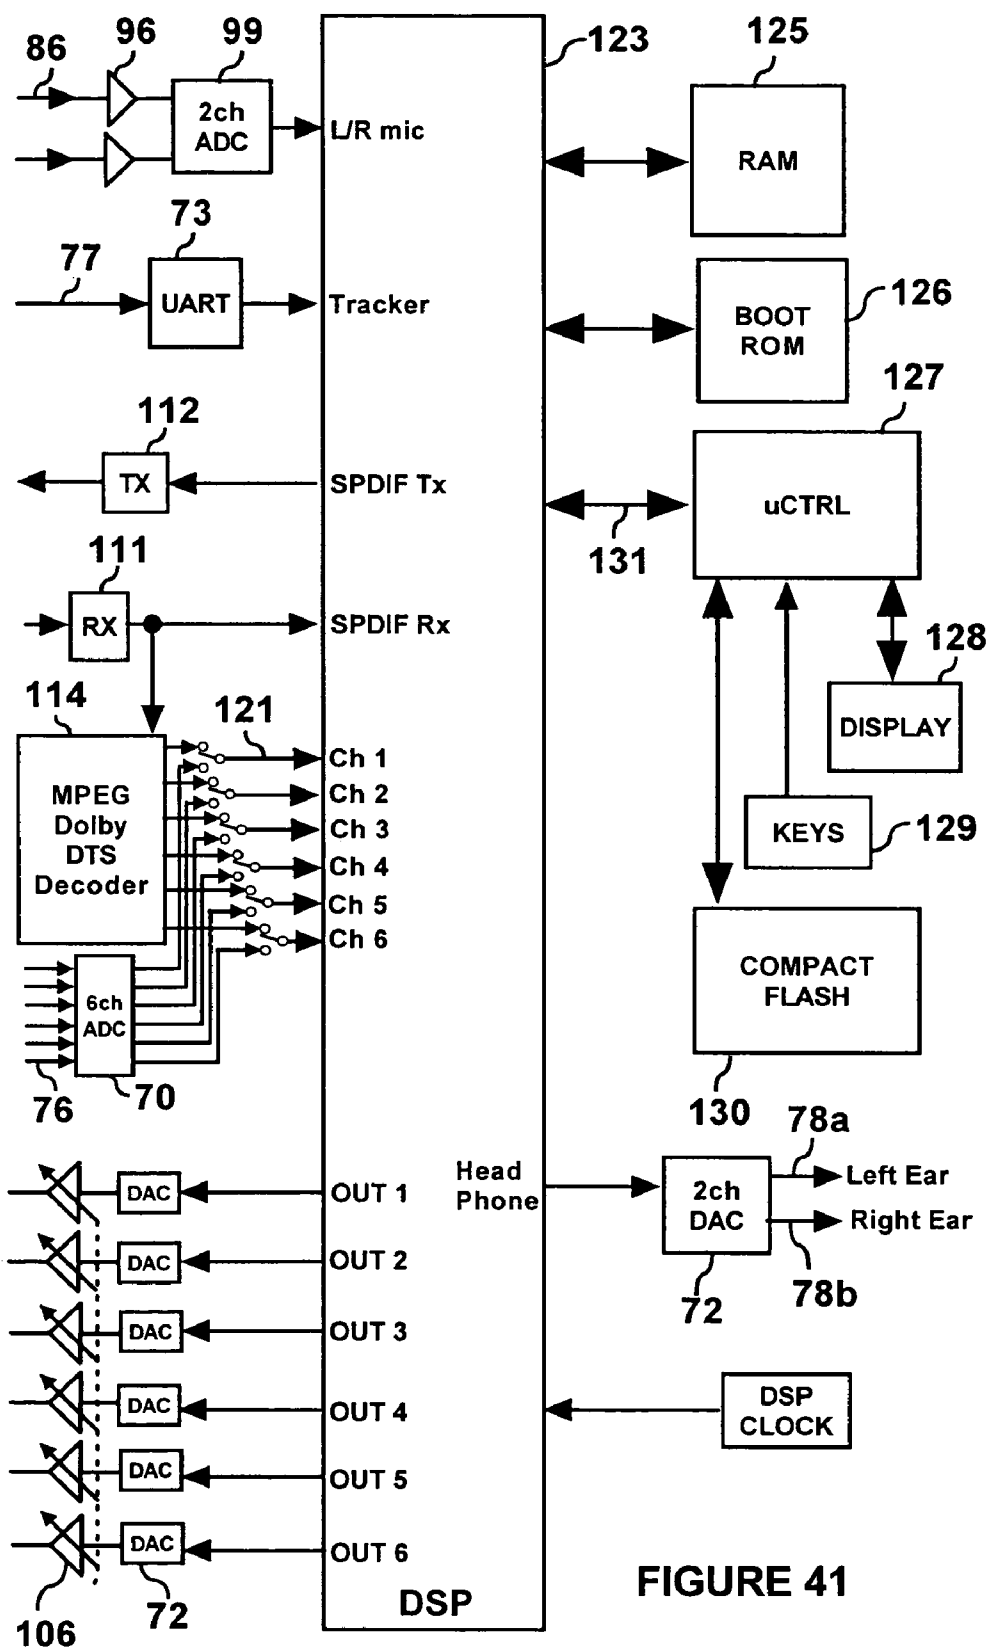 86
96
99
2ch
ADC
L/R mic
123
125
RAM
73
77
UART
Tracker
BOOT
ROM
126
112
TX
SPDIF Tx
127
uCTRL
131
111
RX
SPDIF Rx
128
DISPLAY
114
121
MPEG
Dolby
DTS
Decoder
Ch 1
Ch 2
Ch 3
Ch 4
Ch 5
Ch 6
KEYS
129
6ch
ADC
76
70
COMPACT
FLASH
130
78a
Head
Phone
2ch
DAC
Left Ear
Right Ear
72
78b
DAC
OUT 1
DAC
OUT 2
DAC
OUT 3
DAC
OUT 4
DAC
OUT 5
DAC
OUT 6
DSP
CLOCK
106
72
DSP
FIGURE 41